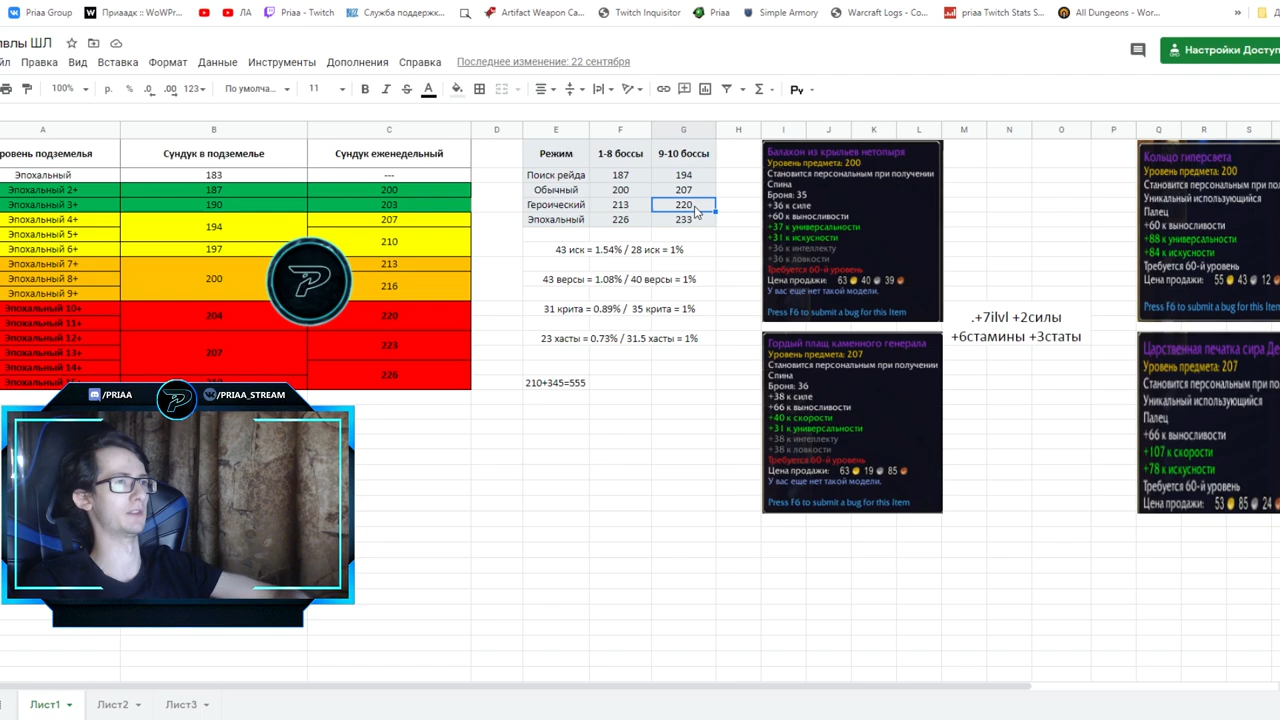 Priaa Group
Приаадк :: WoWPr...
ЛА
Priaa - Twitch
Служба поддержк...
Artifact Weapon Ca...
Twitch Inquisitor
Priaa
Simple Armory
Warcraft Logs - Co...
priaa Twitch Stats S...
All Dungeons - Wor...
»
влы ШЛ
йл Правка Вид Вставка Формат Данные Инструменты Дополнения Справка Последнее изменение: 22 сентября
Настройки Досту
100% р. % .0 .00 123 По умолча... 11 B I S A Σ Ру
A B C D E F G H I J K L M N O P Q R S
ровень подземелья Сундук в подземелье Сундук еженедельный
Эпохальный 183 ---
Эпохальный 2+ 187 200
Эпохальный 3+ 190 203
Эпохальный 4+ 194 207
Эпохальный 5+ 210
Эпохальный 6+ 197
Эпохальный 7+ 200 213
Эпохальный 8+ 216
Эпохальный 9+
Эпохальный 10+ 204 220
Эпохальный 11+
Эпохальный 12+ 207 223
Эпохальный 13+
Эпохальный 14+ 226
Режим 1-8 боссы 9-10 боссы
Поиск рейда 187 194
Обычный 200 207
Героический 213 220
Эпохальный 226 233
43 иск = 1.54% / 28 иск = 1%
43 версы = 1.08% / 40 версы = 1%
31 крита = 0.89% / 35 крита = 1%
23 хасты = 0.73% / 31.5 хасты = 1%
210+345=555
Балахон из крыльев нетопыря
Уровень предмета: 200
Становится персональным при получении
Спина
Броня: 35
+36 к силе
+60 к выносливости
+37 к универсальности
+31 к искусности
+36 к интеллекту
+36 к ловкости
Требуется 60-й уровень
Цена продажи: 63 40 39
У вас еще нет такой модели.
Press F6 to submit a bug for this Item
Гордый плащ каменного генерала
Уровень предмета: 207
Становится персональным при получении
Спина
Броня: 36
+38 к силе
+66 к выносливости
+40 к скорости
+31 к универсальности
+38 к интеллекту
+38 к ловкости
Требуется 60-й уровень
Цена продажи: 63 19 85
У вас еще нет такой модели.
Press F6 to submit a bug for this Item
.+7ilvl +2силы
+6стамины +3статы
Кольцо гиперсвета
Уровень предмета: 200
Становится персональным при по
Уникальный использующийся
Палец
+60 к выносливости
+88 к универсальности
+84 к искусности
Требуется 60-й уровень
Цена продажи: 55 43 12
Press F6 to submit a bug for this Item
Царственная печатка сира Де
Уровень предмета: 207
Становится персональным при по
Уникальный использующийся
Палец
+66 к выносливости
+107 к скорости
+78 к искусности
Требуется 60-й уровень
Цена продажи: 53 85 24
/PRIAA
/PRIAA_STREAM
Лист1 Лист2 Лист3